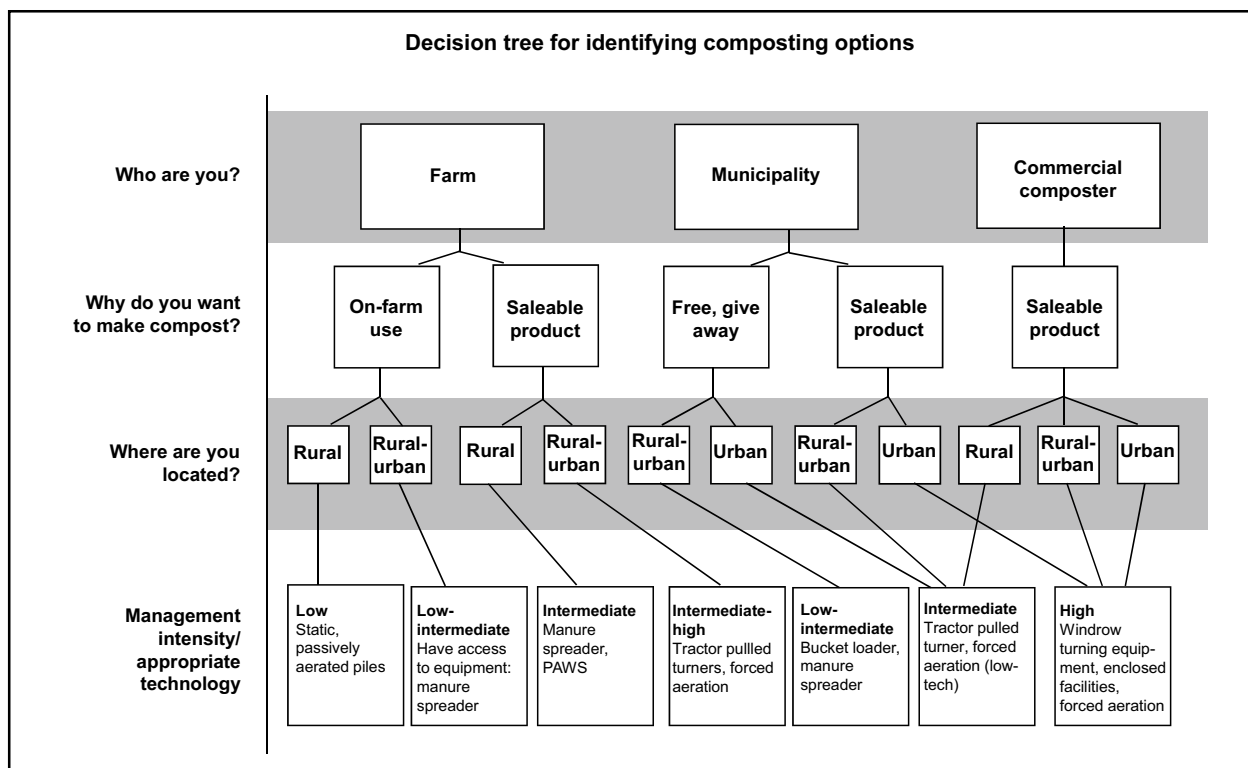 Decision tree for identifying composting options
Who are you?
Farm
Municipality
Commercial
composter
Why do you want
to make compost?
On-farm
use
Saleable
product
Free, give
away
Saleable
product
Saleable
product
Where are you
located?
Rural
Rural-
urban
Rural
Rural-
urban
Rural-
urban
Urban
Rural-
urban
Urban
Rural
Rural-
urban
Urban
Management
intensity/
appropriate
technology
Low
Static,
passively
aerated piles
Low-
intermediate
Have access
to equipment:
manure
spreader
Intermediate
Manure
spreader,
PAWS
Intermediate-
high
Tractor pullled
turners, forced
aeration
Low-
intermediate
Bucket loader,
manure
spreader
Intermediate
Tractor pulled
turner, forced
aeration (low-
tech)
High
Windrow
turning equip-
ment, enclosed
facilities,
forced aeration